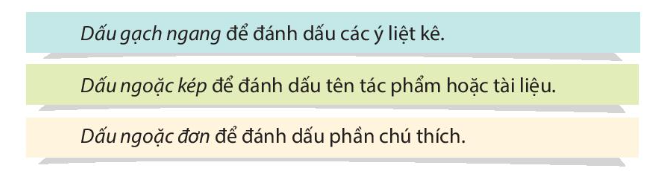 Dấu gạch ngang để đánh dấu các ý liệt kê.
Dấu ngoặc kép để đánh dấu tên tác phẩm hoặc tài liệu.
Dấu ngoặc đơn để đánh dấu phần chú thích.